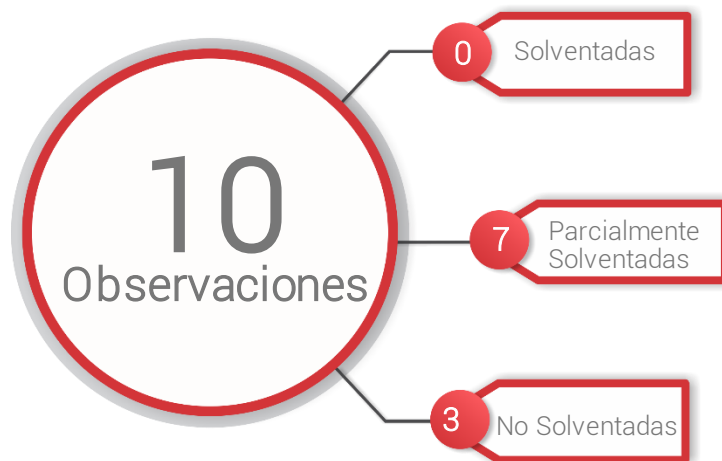 10
Observaciones
0
Solventadas
7
Parcialmente
Solventadas
3
No Solventadas